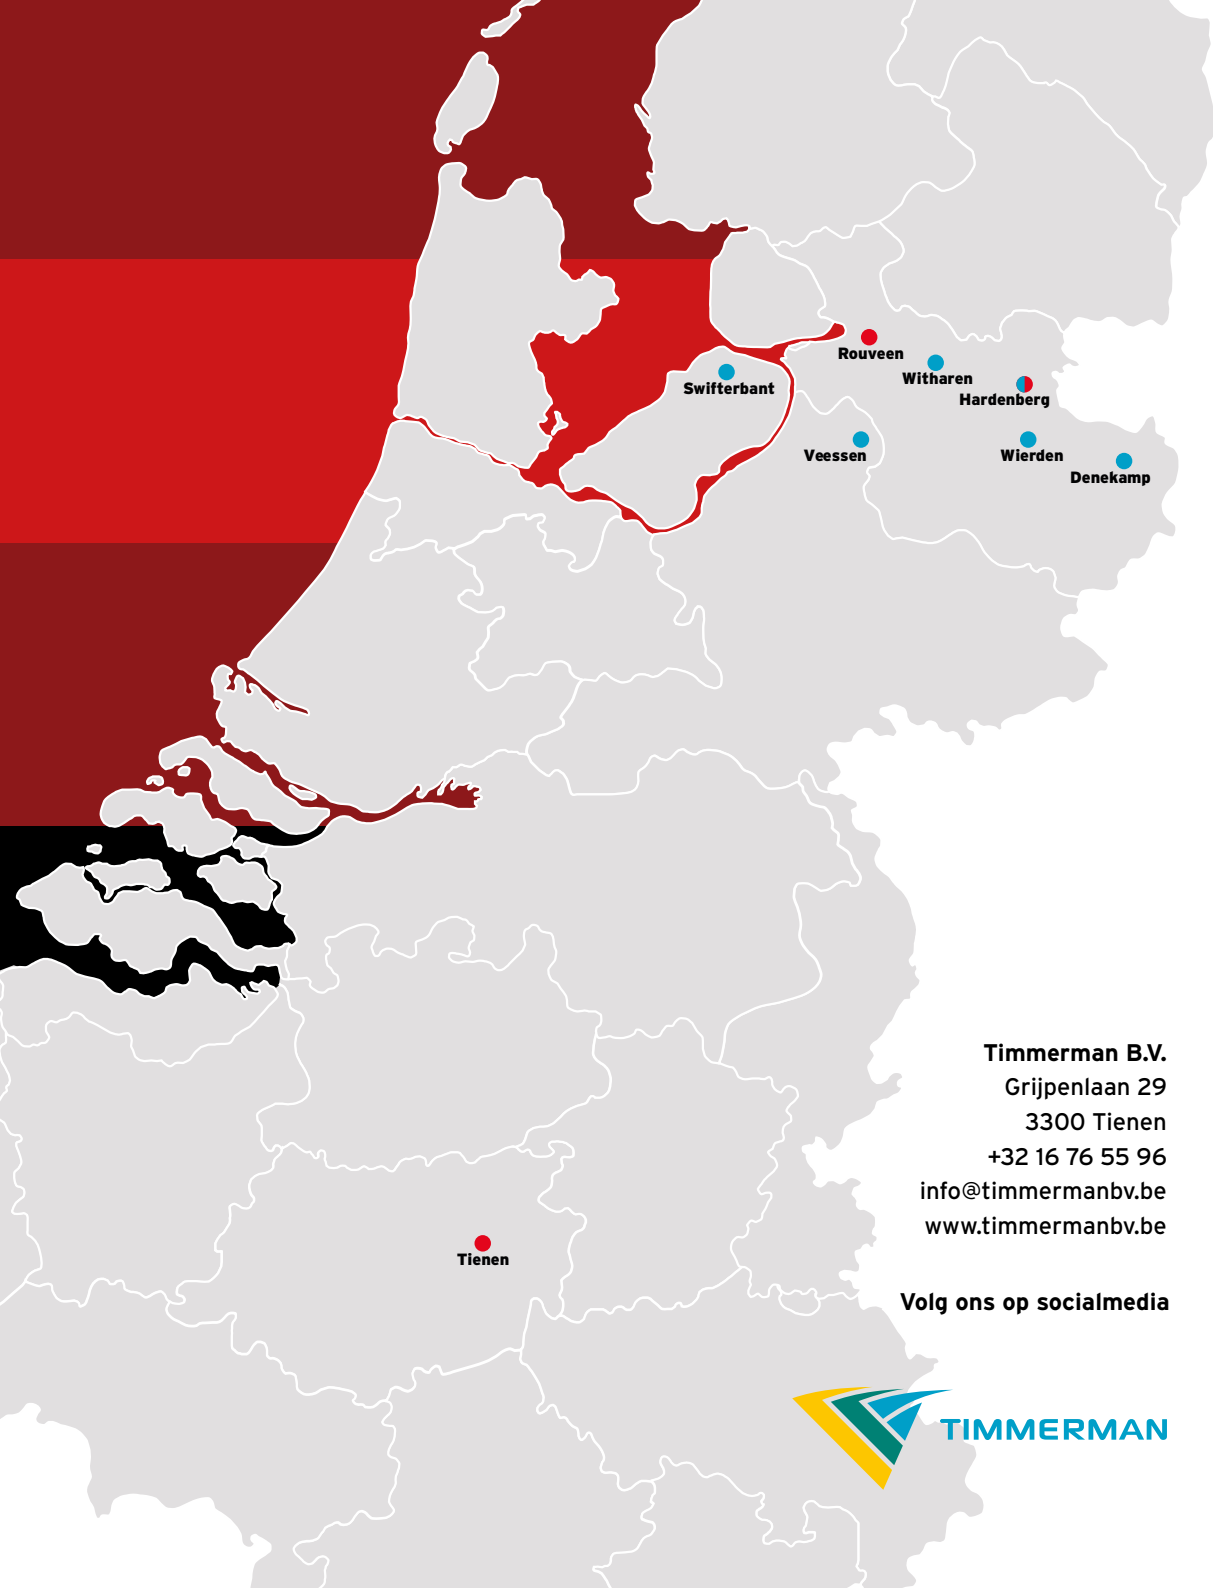 Rouveen
Witharen
Swifterbant
Hardenberg
Veessen
Wierden
Denekamp
Timmerman B.V.
Grijpenlaan 29
3300 Tienen
+32 16 76 55 96
info@timmermanbv.be
www.timmermanbv.be
Tienen
Volg ons op socialmedia
TIMMERMAN